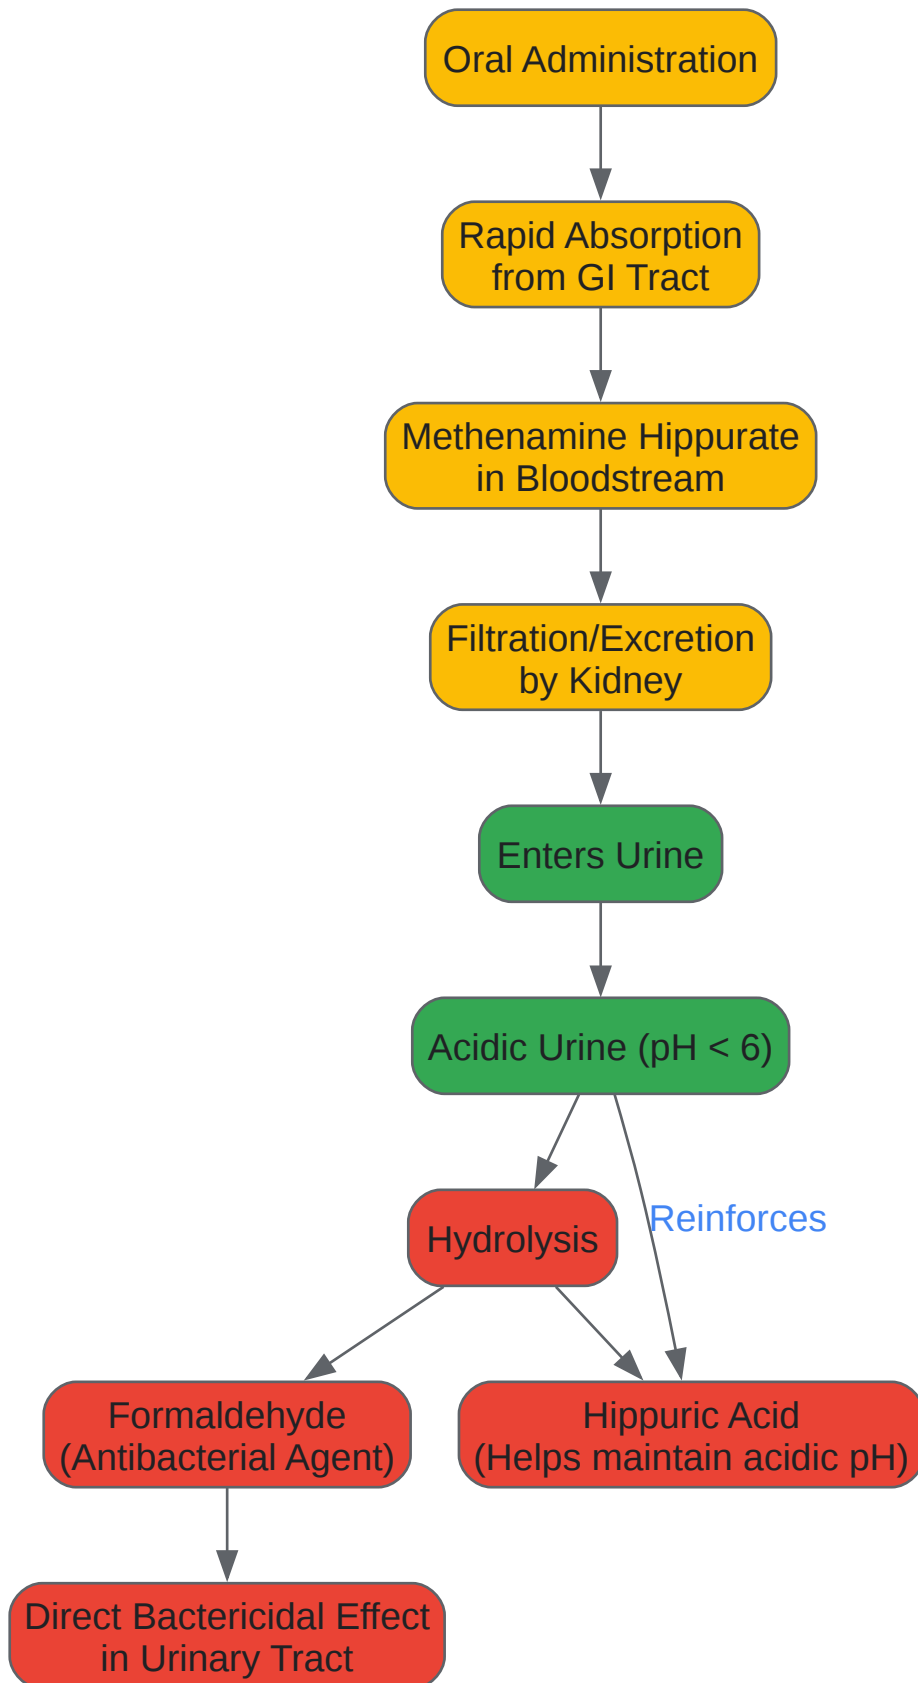 Oral Administration
Rapid Absorption
from GI Tract
Methenamine Hippurate
in Bloodstream
Filtration/Excretion
by Kidney
Enters Urine
Acidic Urine (pH < 6)
Reinforces
Hydrolysis
Formaldehyde
(Antibacterial Agent)
Hippuric Acid
(Helps maintain acidic pH)
Direct Bactericidal Effect
in Urinary Tract